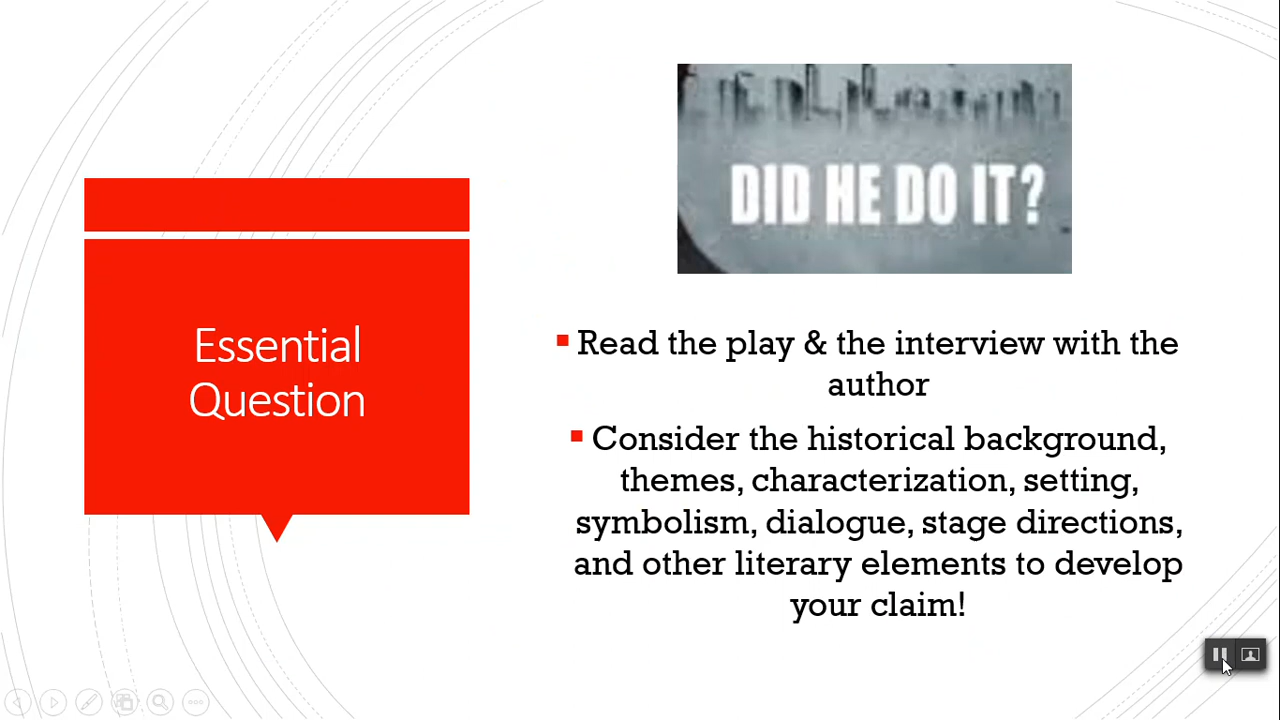 DID HE DO IT?
Essential
Question
Read the play & the interview with the
author
Consider the historical background,
themes, characterization, setting,
symbolism, dialogue, stage directions,
and other literary elements to develop
your claim!